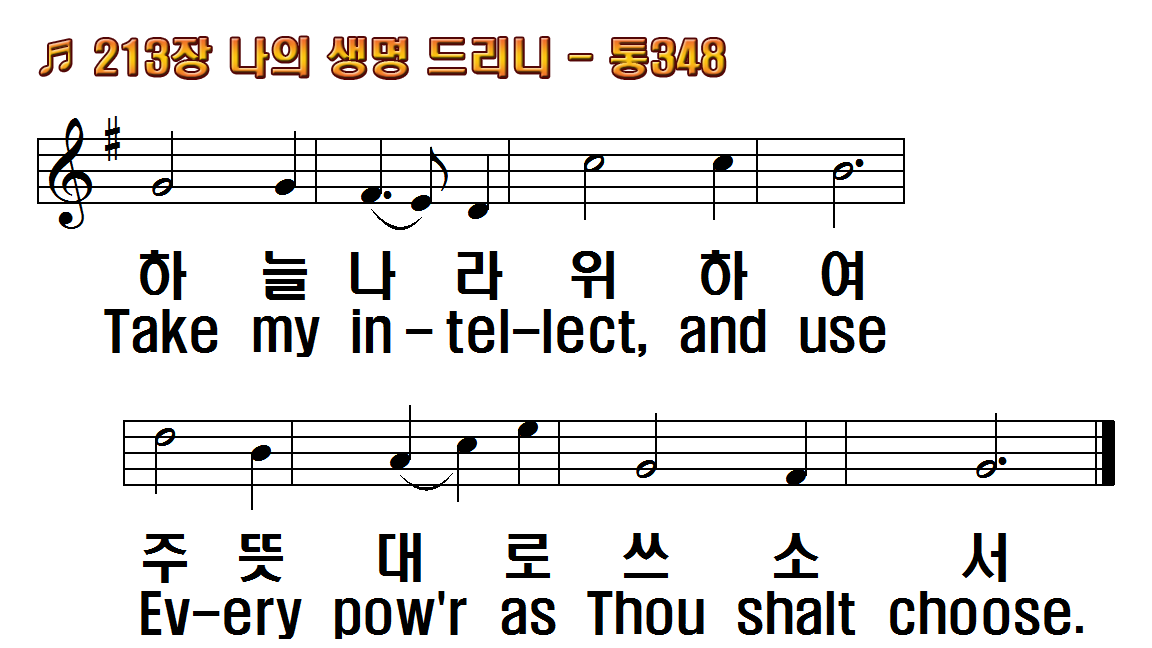 ♬ 213장 나의 생명 드리니 - 통348
하 늘 나 라 위 하 여
Take my in-tel-lect, and use
주 뜻 대 로 쓰 소 서
Ev-ery pow'r as Thou shalt choose.